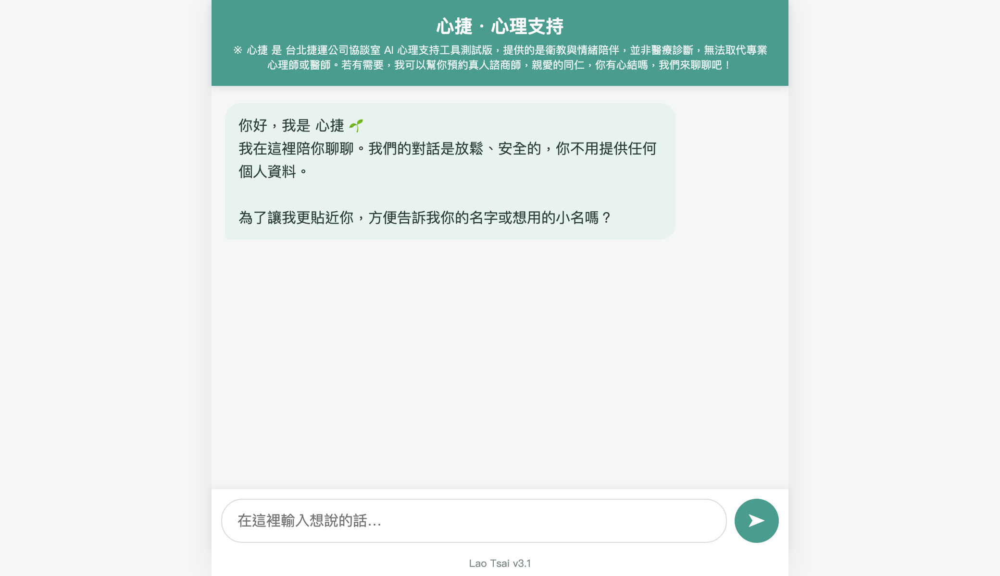 心捷 · 心理支持
※ 心捷 是 台北捷運公司協談室 AI 心理支持工具測試版，提供的是衛教與情緒陪伴，並非醫療診斷，無法取代專業
心理師或醫師。若有需要，我可以幫你預約真人諮商師，親愛的同仁，你有心結嗎，我們來聊聊吧！
你好，我是 心捷 🌱
我在這裡陪你聊聊。我們的對話是放鬆、安全的，你不用提供任何
個人資料。
為了讓我更貼近你，方便告訴我你的名字或想用的小名嗎？
在這裡輸入想說的話...
Lao Tsai v3.1